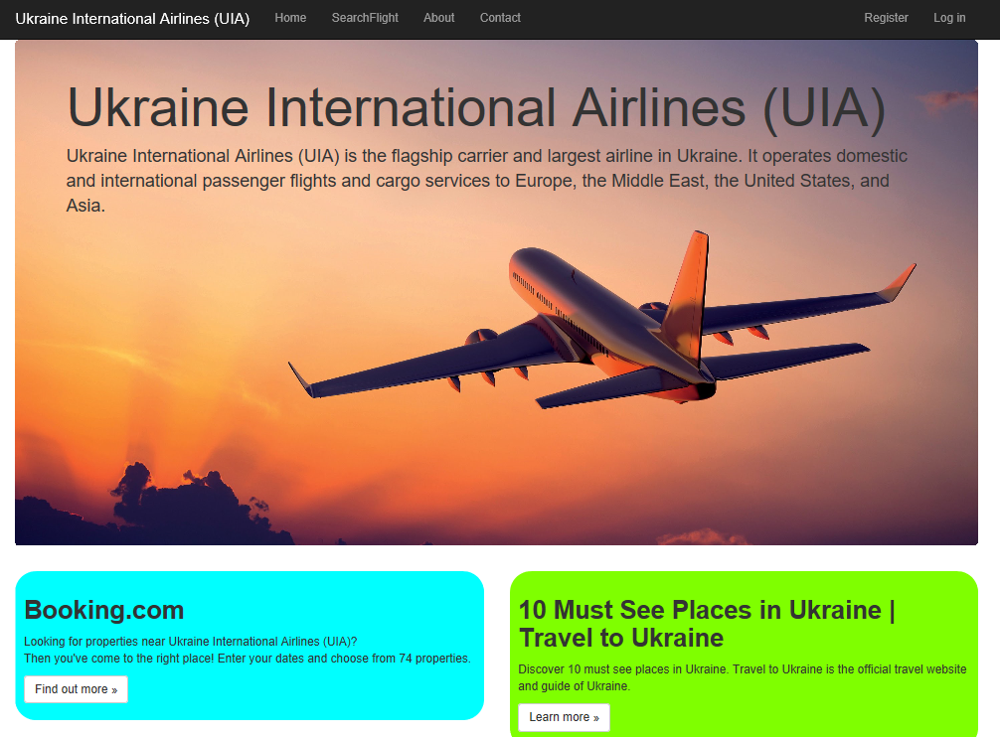 Ukraine International Airlines (UIA) Home SearchFlight About Contact Register Log in
Ukraine International Airlines (UIA)
Ukraine International Airlines (UIA) is the flagship carrier and largest airline in Ukraine. It operates domestic
and international passenger flights and cargo services to Europe, the Middle East, the United States, and
Asia.
Booking.com
Looking for properties near Ukraine International Airlines (UIA)?
Then you've come to the right place! Enter your dates and choose from 74 properties.
Find out more »
10 Must See Places in Ukraine |
Travel to Ukraine
Discover 10 must see places in Ukraine. Travel to Ukraine is the official travel website
and guide of Ukraine.
Learn more »